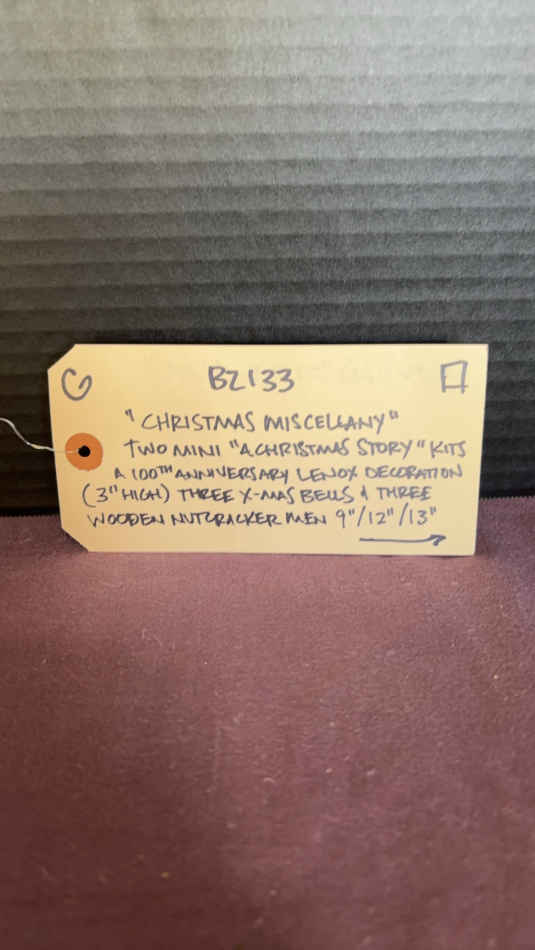 G BZ133
"CHRISTMAS MISCELLANY"
TWO MINI "A CHRISTMAS STORY" KITS
A 100TH ANNIVERSARY LENOX DECORATION
(3" HIGH) THREE X-MAS BELLS & THREE
WOODEN NUTCRACKER MEN 9"/12"/13"